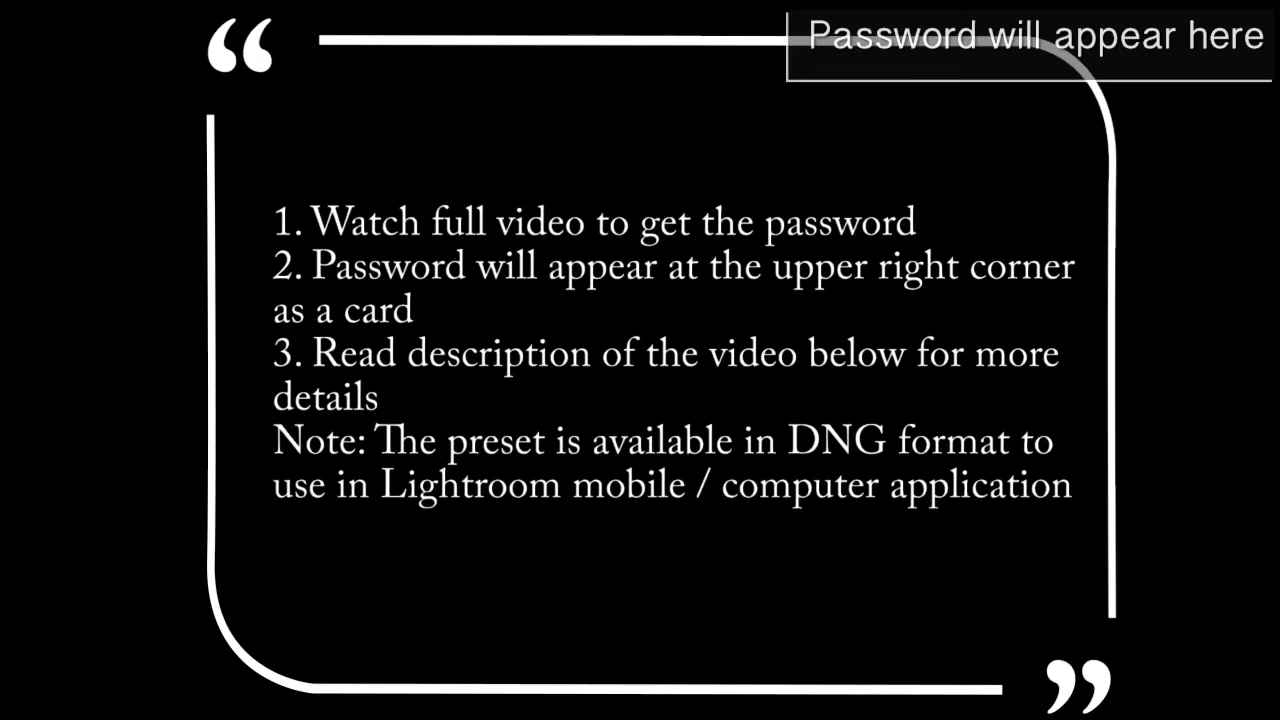 Password will appear here
1. Watch full video to get the password
2. Password will appear at the upper right corner
as a card
3. Read description of the video below for more
details
Note: The preset is available in DNG format to
use in Lightroom mobile / computer application